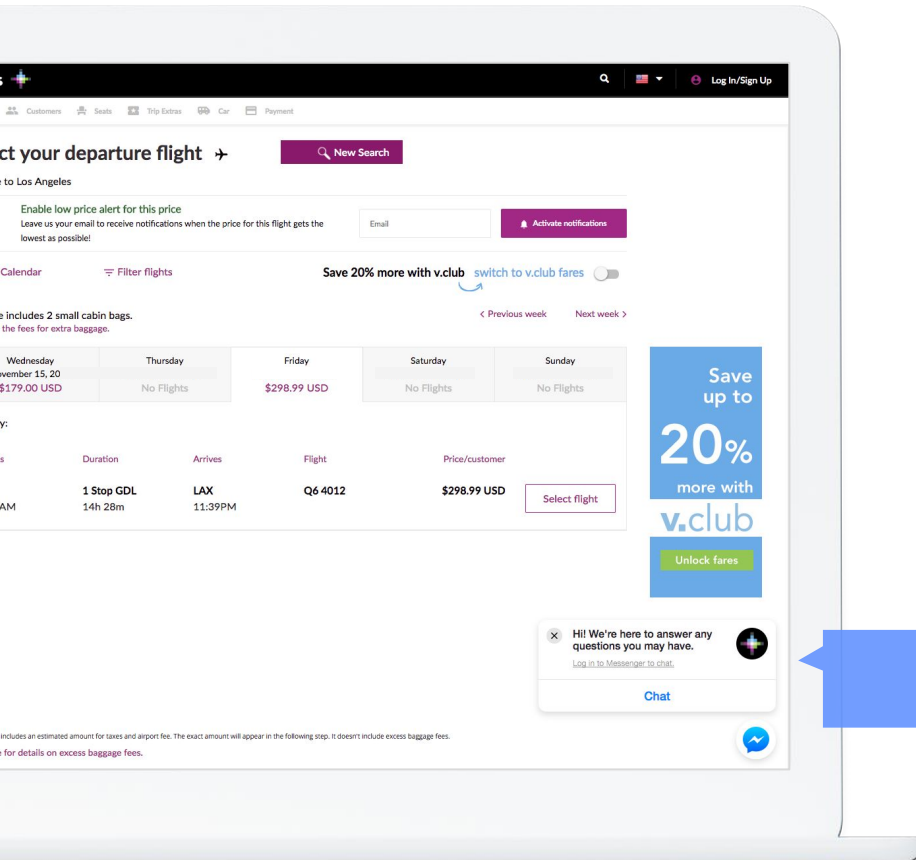 Log In/Sign Up
Customers Seats Trip Extras Car Payment
ct your departure flight
New Search
e to Los Angeles
Enable low price alert for this price
Leave us your email to receive notifications when the price for this flight gets the
lowest as possible!
Email
Activate notifications
Calendar
Filter flights
Save 20% more with v.club switch to v.club fares
e includes 2 small cabin bags.
the fees for extra baggage.
< Previous week Next week >
Wednesday Thursday Friday Saturday Sunday
vember 15, 20
$179.00 USD No Flights $298.99 USD No Flights No Flights
y:
s Duration Arrives Flight Price/customer
1 Stop GDL LAX Q6 4012 $298.99 USD
AM 14h 28m 11:39PM
Select flight
Save
up to
20%
more with
v.club
Unlock fares
Hi! We're here to answer any
questions you may have.
Log in to Messenger to chat.
Chat
includes an estimated amount for taxes and airport fee. The exact amount will appear in the following step. It doesn't include excess baggage fees.
e for details on excess baggage fees.